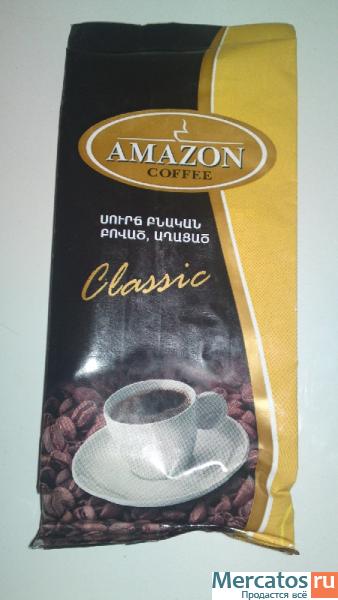 AMAZON
COFFEE
ՍՈՒՐՃ ԲՆԱԿԱՆ
ԲՈՎԱԾ, ԱՂԱՑԱԾ
Classic
Mercatos.ru
Продастся всё